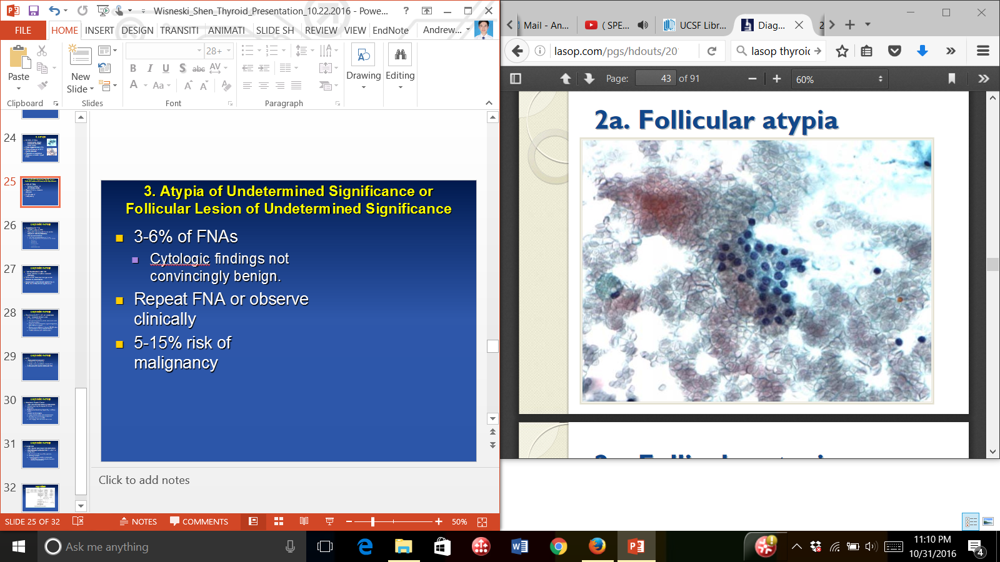 Wisneski_Shen_Thyroid_Presentation_10.22.2016 - Powe...
?
FILE
HOME
INSERT
DESIGN
TRANSITI
ANIMATI
SLIDE SH
REVIEW
VIEW
EndNote
Andrew...
Paste
New
Slide
28+
B I U S abc AV
A Aa A A
Drawing
Editing
Clipboard
Slides
Font
Paragraph
24
25
26
27
28
29
30
31
32
3. Atypia of Undetermined Significance or
Follicular Lesion of Undetermined Significance
3-6% of FNAs
Cytologic findings not
convincingly benign.
Repeat FNA or observe
clinically
5-15% risk of
malignancy
Click to add notes
SLIDE 25 OF 32
NOTES
COMMENTS
50%
Mail - An...
( SPE...
UCSF Libr...
Diag...
2
lasop.com/pgs/hdouts/20
lasop thyroid
Page:
43
of 91
60%
2a. Follicular atypia
Ask me anything
11:10 PM
10/31/2016
4